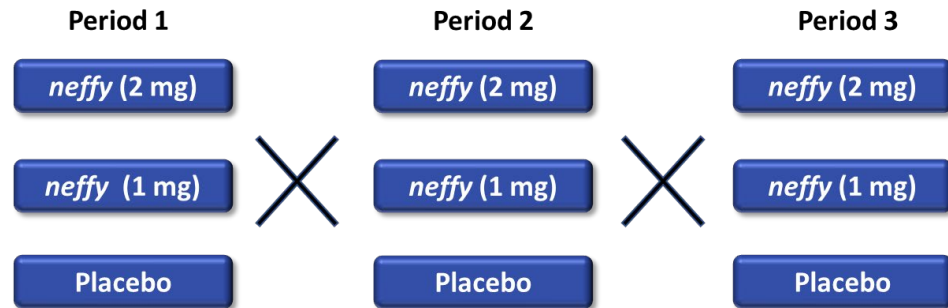 Period 1 Period 2 Period 3
neffy (2 mg) neffy (2 mg) neffy (2 mg)
neffy (1 mg) neffy (1 mg) neffy (1 mg)
Placebo Placebo Placebo